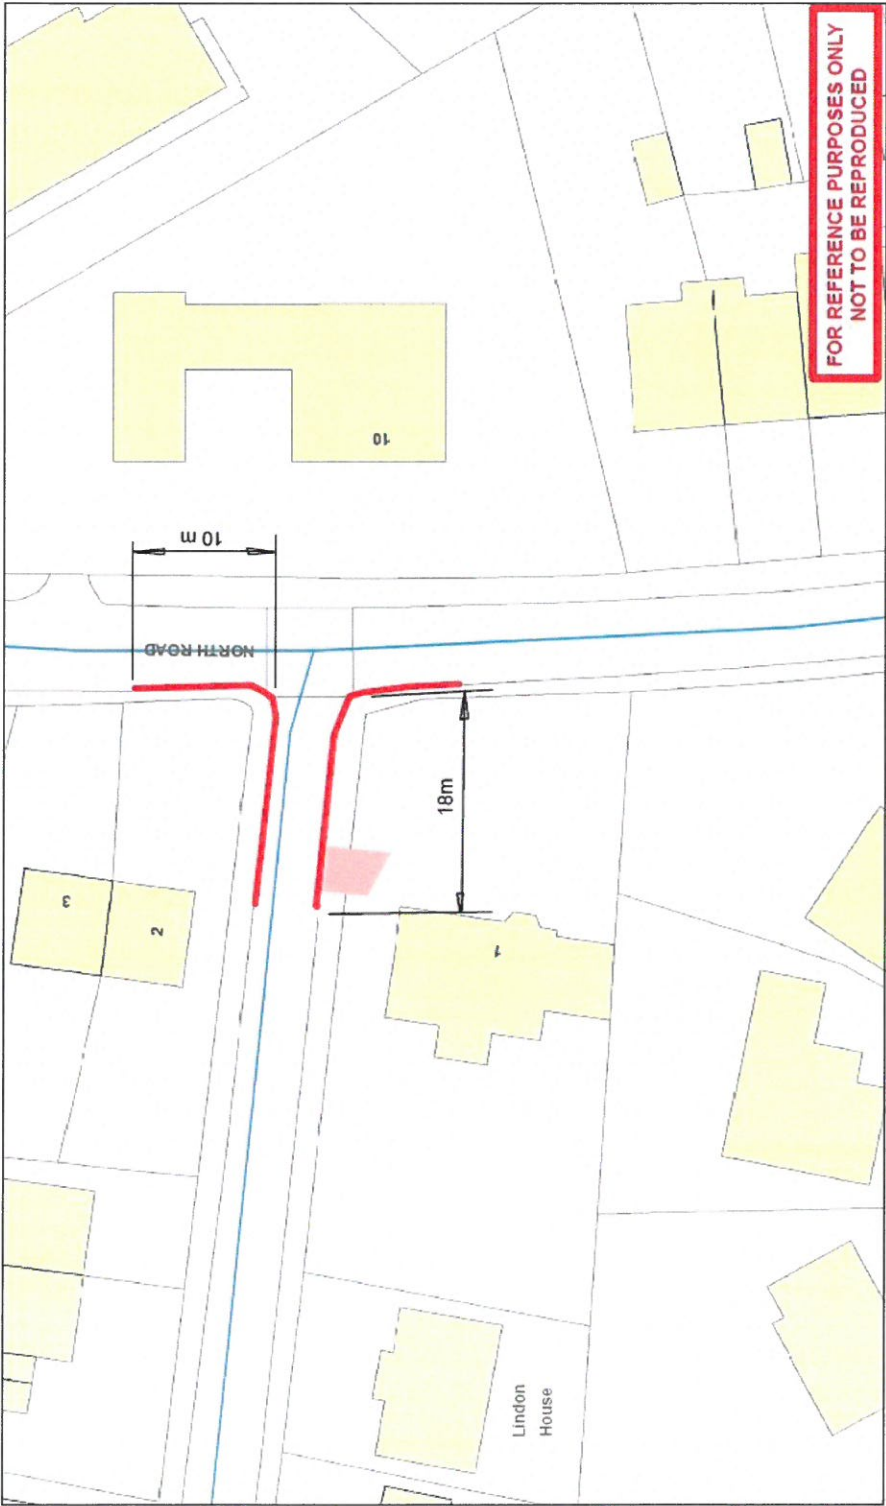 FOR REFERENCE PURPOSES ONLY
NOT TO BE REPRODUCED
10
10 m
NORTH ROAD
18m
3
2
1
Lindon
House